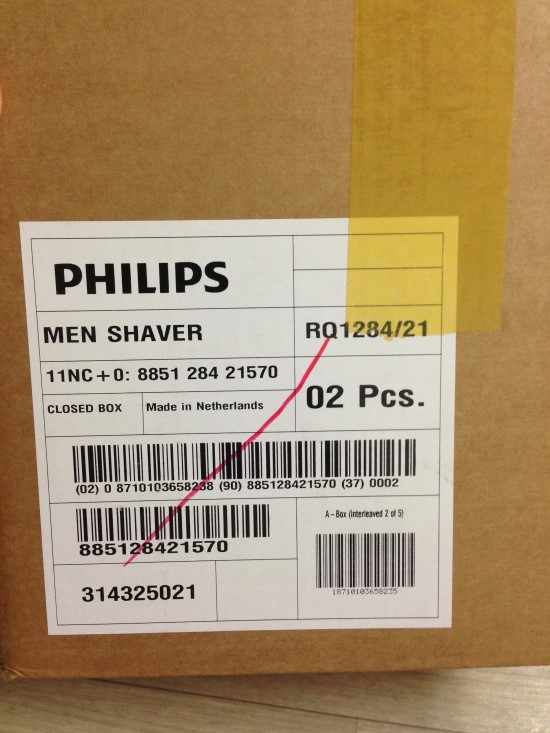 PHILIPS
MEN SHAVER
RQ1284/21
11NC+0: 8851 284 21570
CLOSED BOX
Made in Netherlands
02 Pcs.
(02) 0 8710103658238 (90) 885128421570 (37) 0002
885128421570
A-Box (Interleaved 2 of 5)
18710103658235
314325021